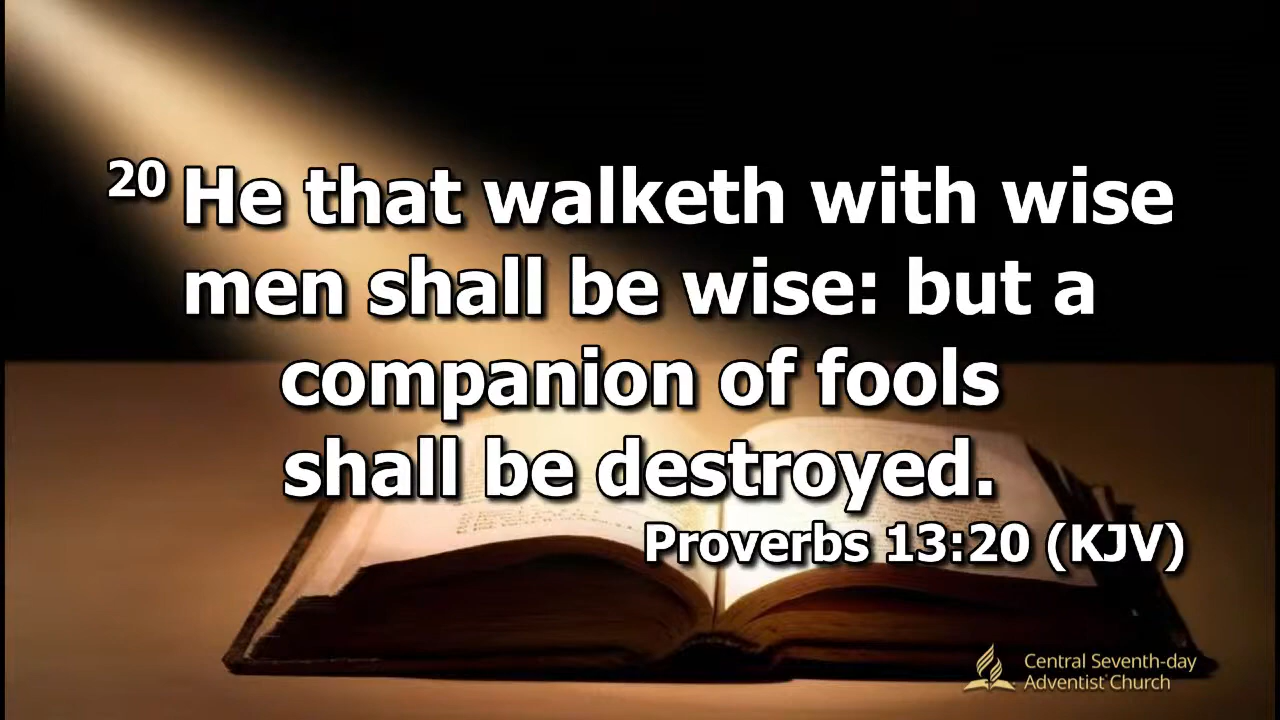 20 He that walketh with wise
men shall be wise: but a
companion of fools
shall be destroyed.
Proverbs 13:20 (KJV)
Central Seventh-day
Adventist Church